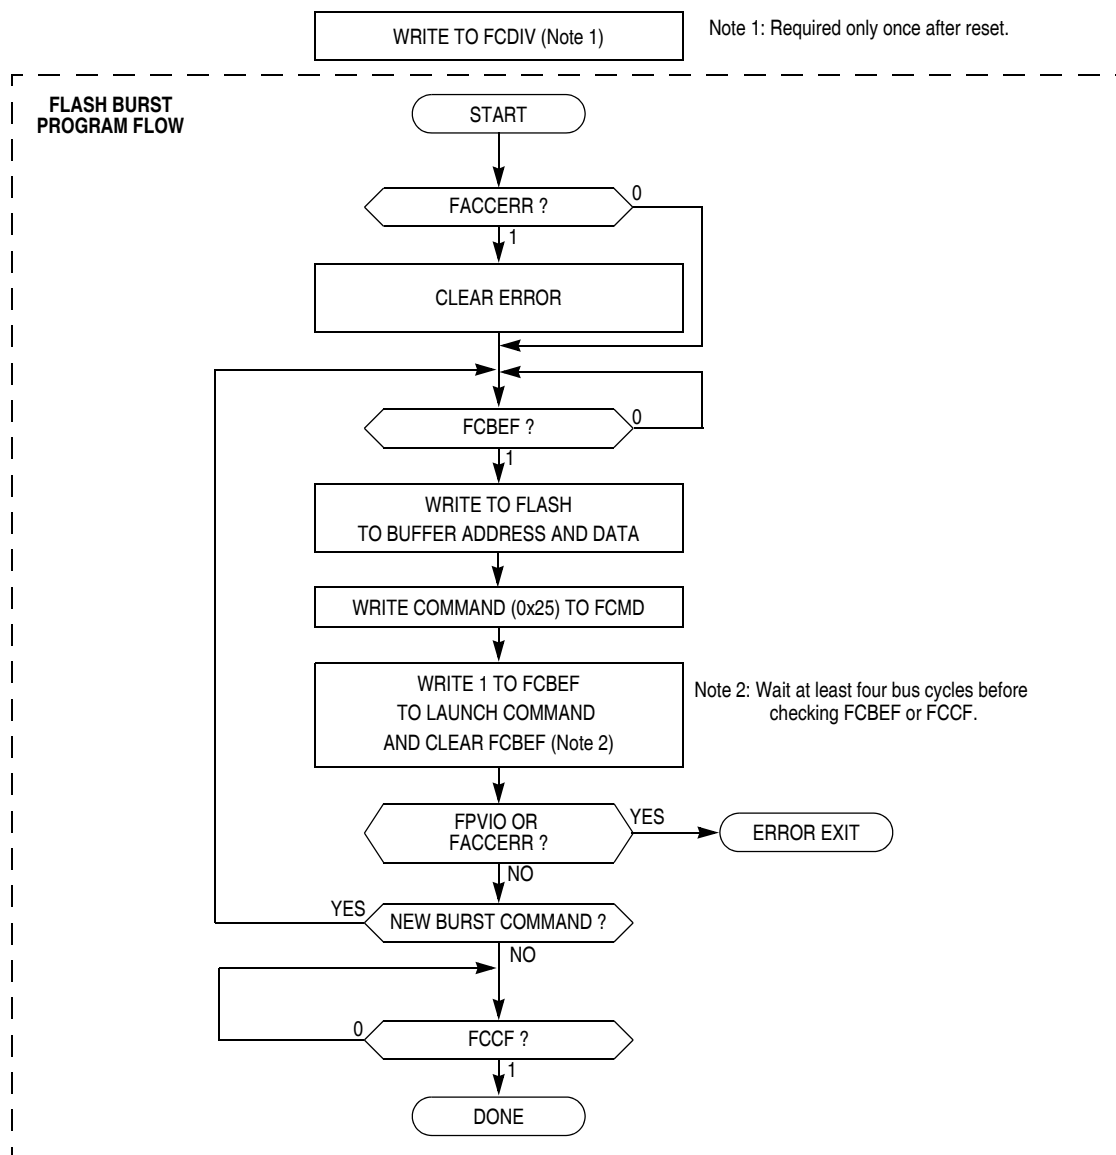 WRITE TO FCDIV (Note 1)
Note 1: Required only once after reset.
FLASH BURST
PROGRAM FLOW
START
FACCERR ?
0
1
CLEAR ERROR
FCBEF ?
0
1
WRITE TO FLASH
TO BUFFER ADDRESS AND DATA
WRITE COMMAND (0x25) TO FCMD
WRITE 1 TO FCBEF
TO LAUNCH COMMAND
AND CLEAR FCBEF (Note 2)
Note 2: Wait at least four bus cycles before
checking FCBEF or FCCF.
FPVIO OR
FACCERR ?
YES
ERROR EXIT
NO
YES
NEW BURST COMMAND ?
NO
0
FCCF ?
1
DONE